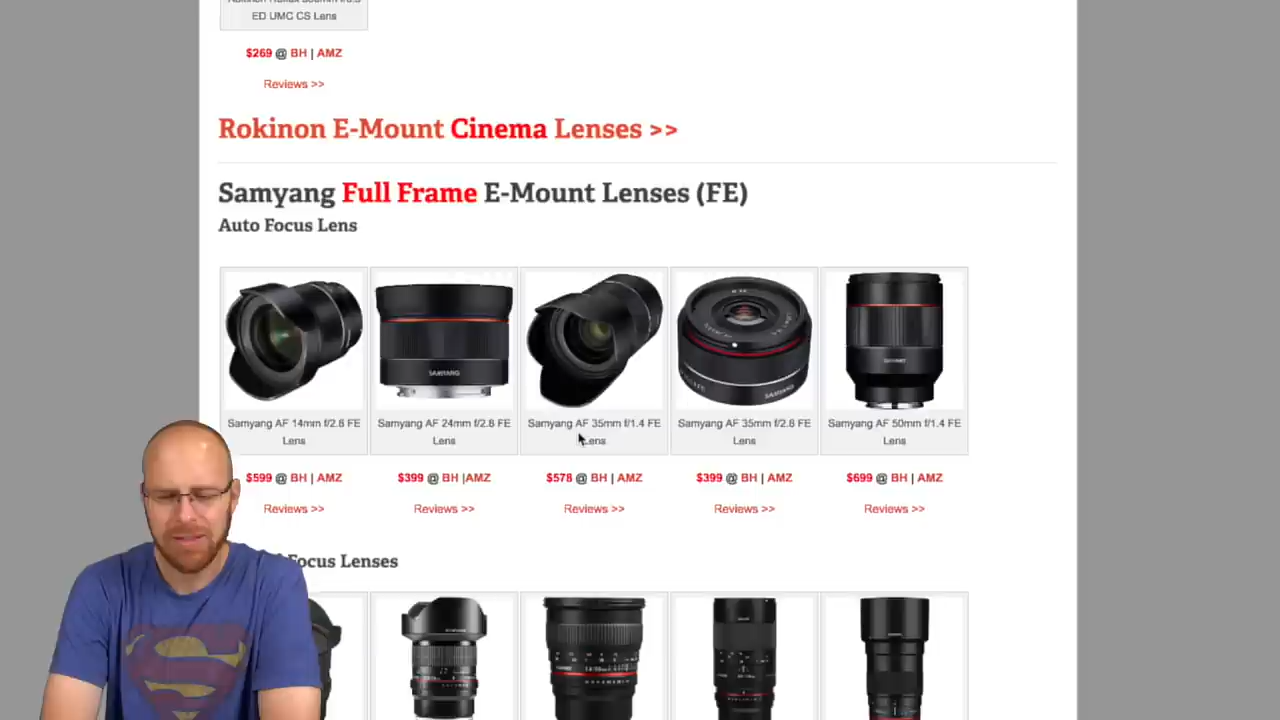 ED UMC CS Lens
$269 @ BH | AMZ
Reviews >>
Rokinon E-Mount Cinema Lenses >>
Samyang Full Frame E-Mount Lenses (FE)
Auto Focus Lens
SAMYANG
SAMYANG
SAMYANG
Samyang AF 14mm f/2.8 FE
Lens
Samyang AF 24mm f/2.8 FE
Lens
Samyang AF 35mm f/1.4 FE
Lens
Samyang AF 35mm f/2.8 FE
Lens
Samyang AF 50mm f/1.4 FE
Lens
$599 @ BH | AMZ
$399 @ BH |AMZ
$578 @ BH | AMZ
$399 @ BH | AMZ
$699 @ BH | AMZ
Reviews >>
Reviews >>
Reviews >>
Reviews >>
Reviews >>
Focus Lenses